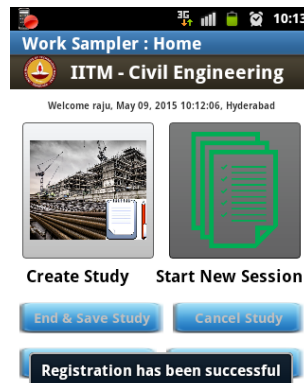 3G 10:13
Work Sampler : Home
IITM - Civil Engineering
Welcome raju, May 09, 2015 10:12:06, Hyderabad
Create Study Start New Session
End & Save Study Cancel Study
Registration has been successful